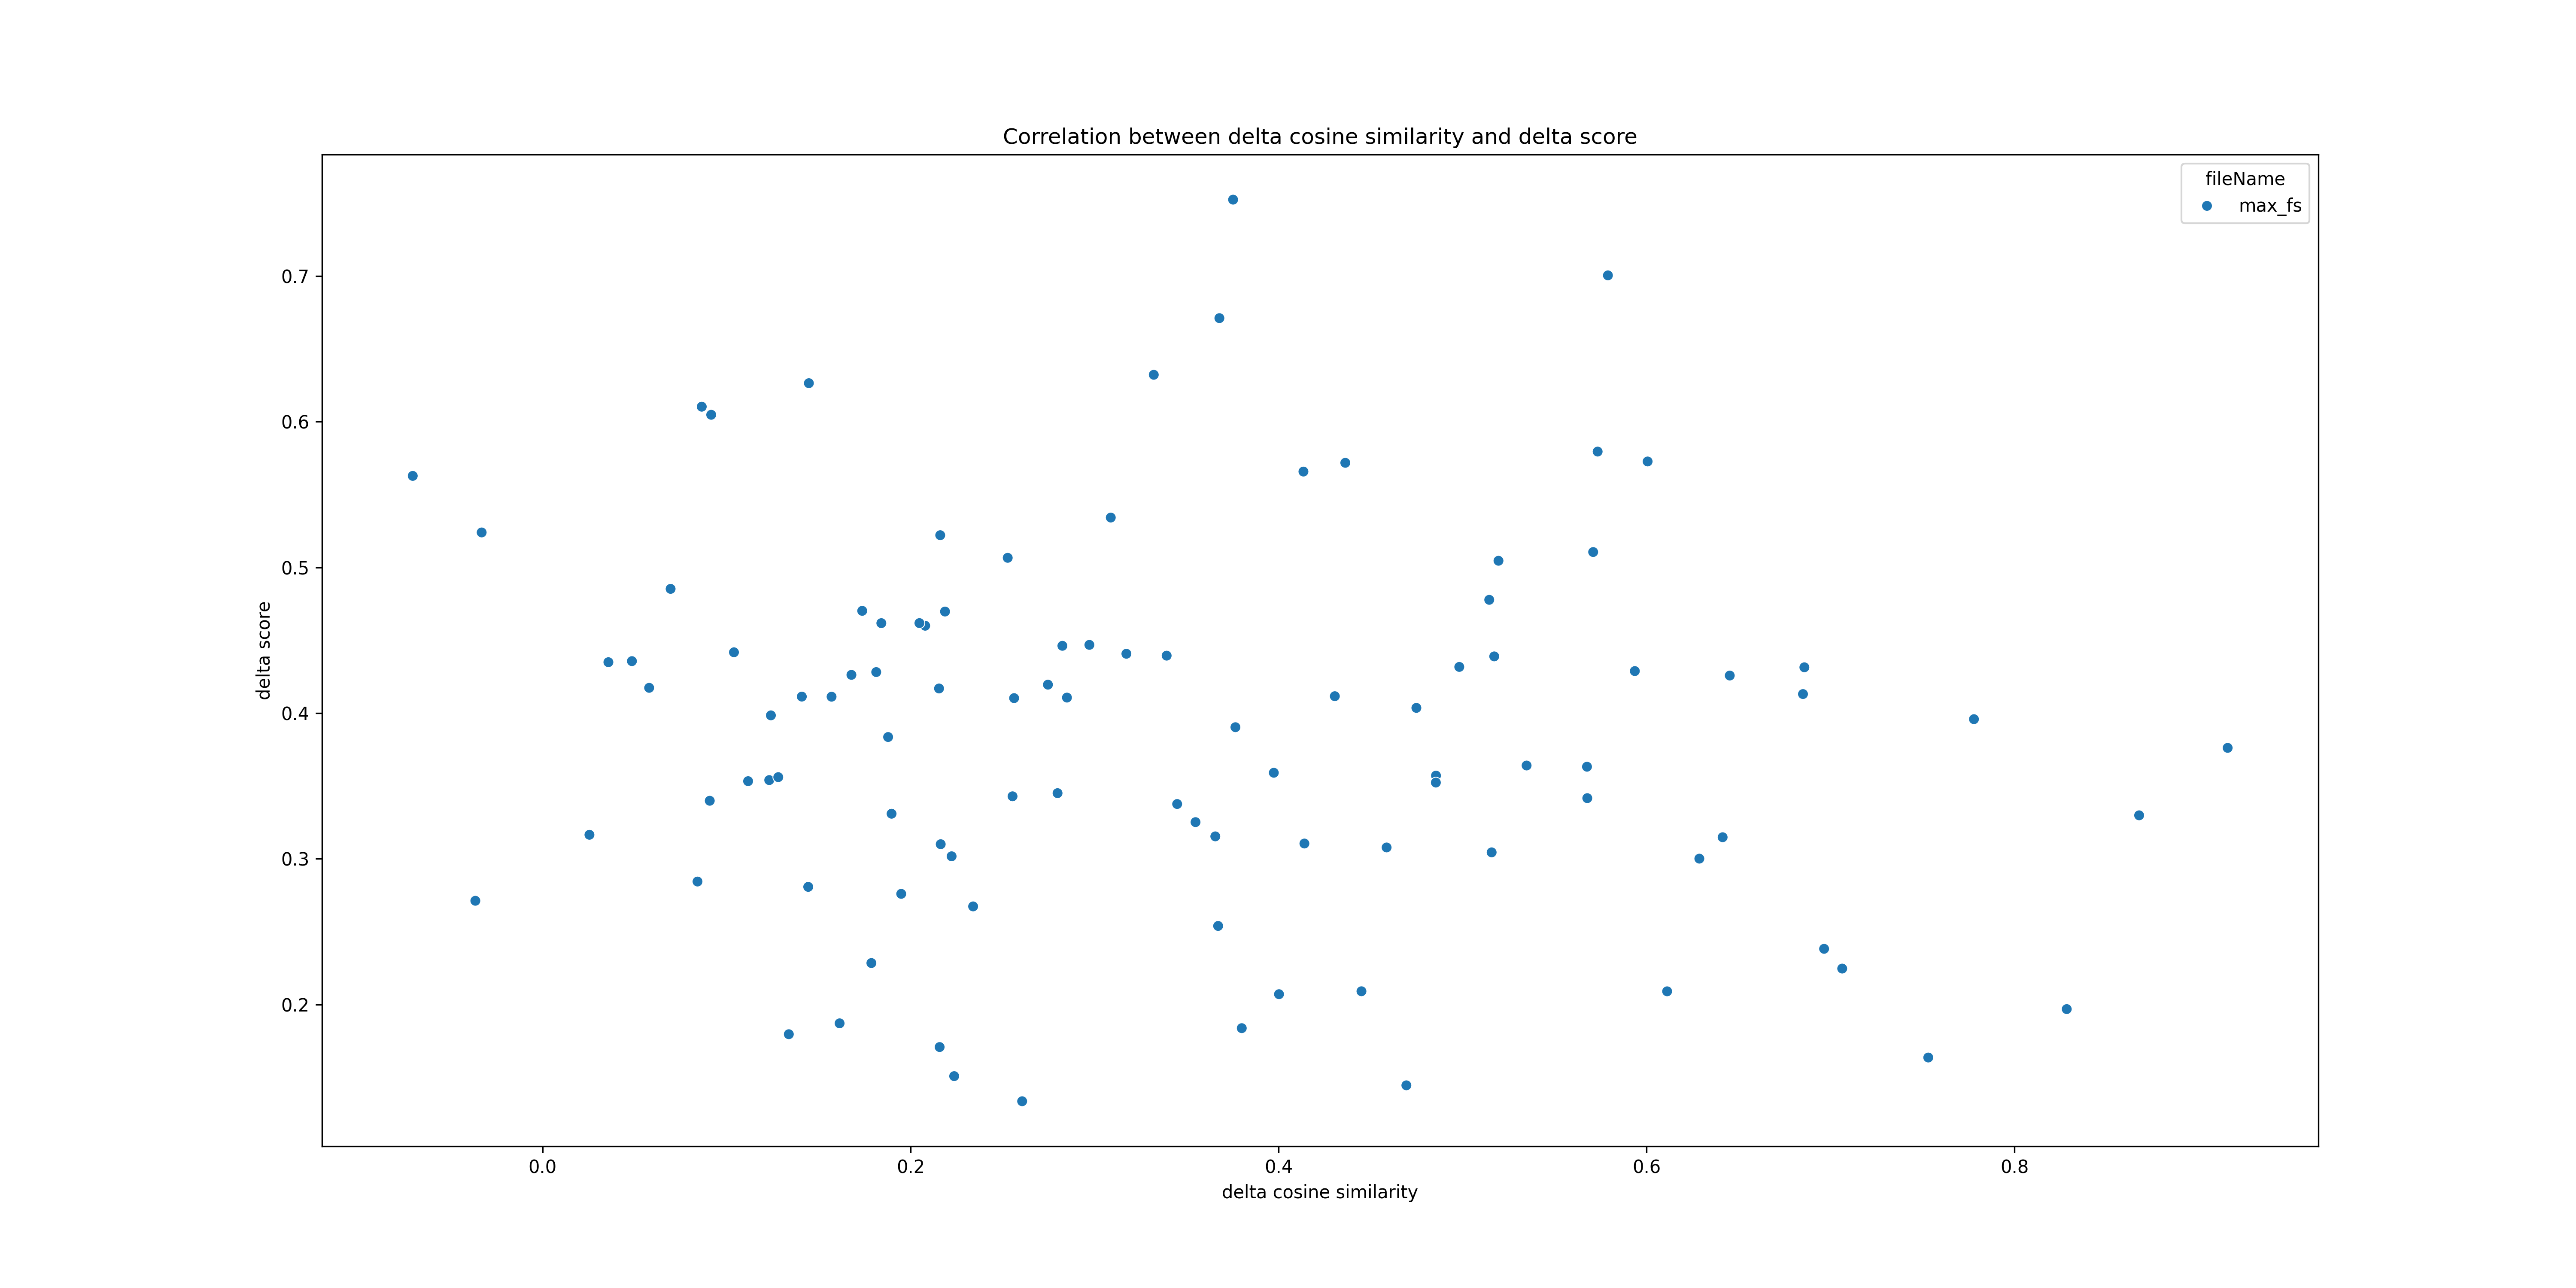 Correlation between delta cosine similarity and delta score
fileName
max_fs
0.7
0.6
0.5
0.4
0.3
0.2
delta score
0.0 0.2 0.4 0.6 0.8
delta cosine similarity